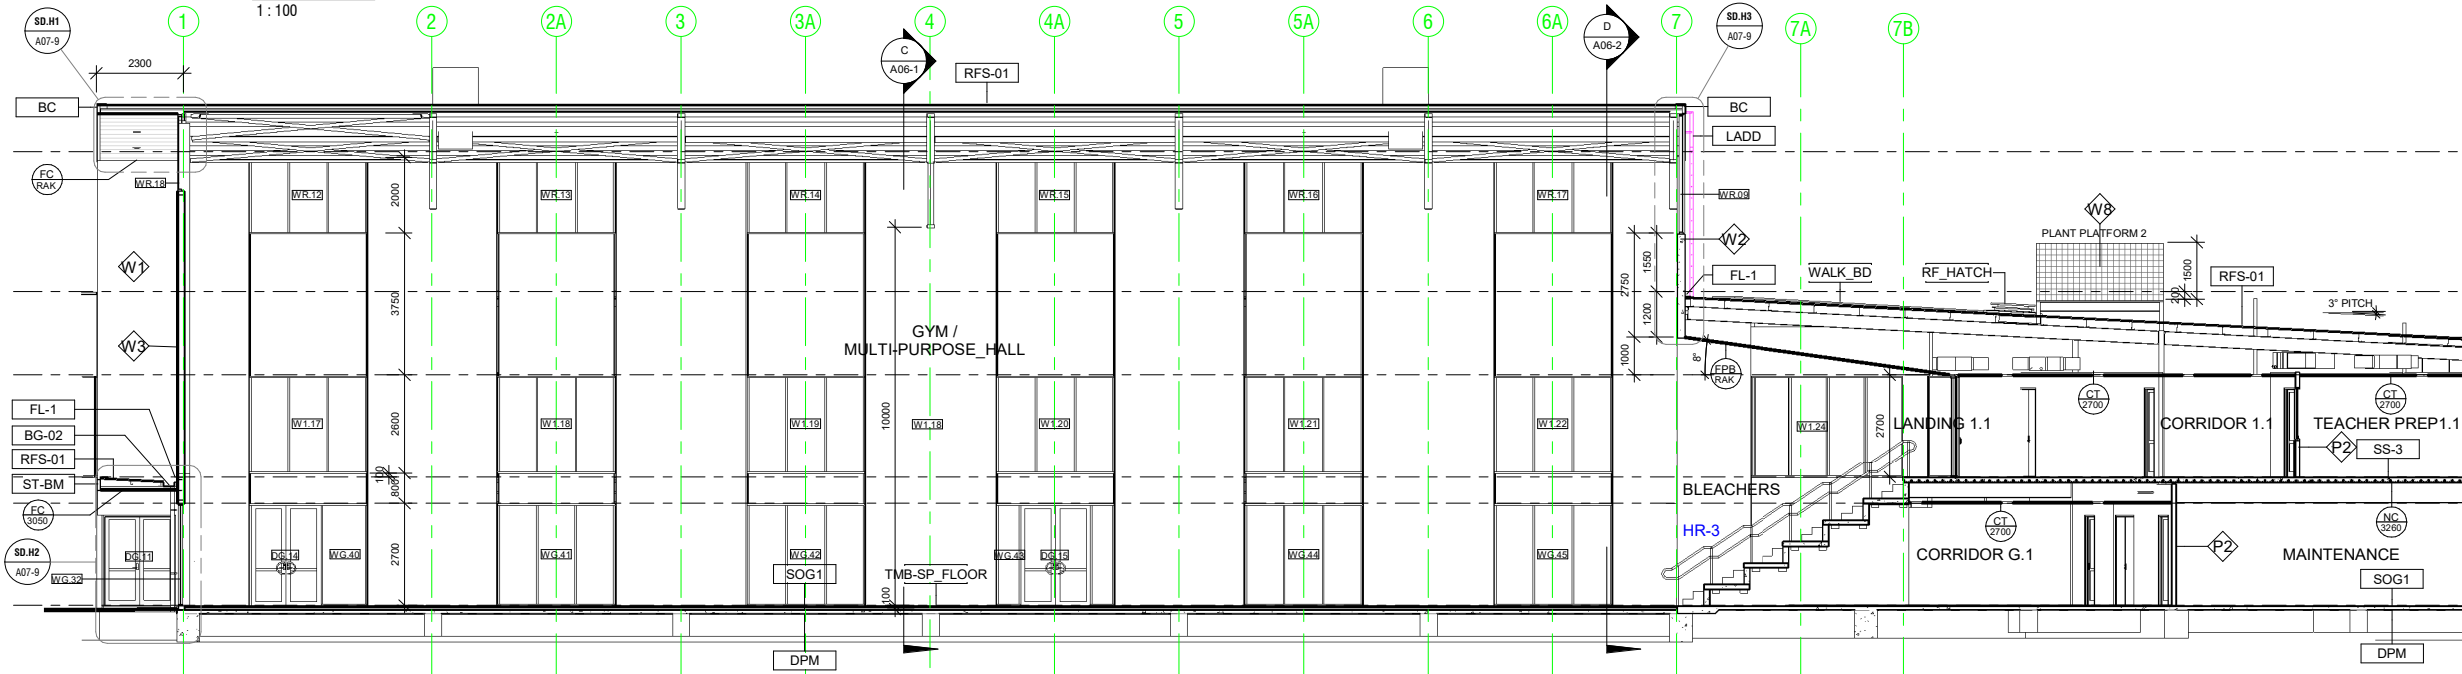 1 : 100
1
2
2A
3
3A
4
4A
5
5A
6
6A
7
7A
7B
SD.H1
A07-9
2300
C
A06-1
D
A06-2
SD.H3
A07-9
RFS-01
BC
BC
LADD
FC
RAK
WR.18
WR.12
WR.13
WR.14
WR.15
WR.16
WR.17
WR.09
2000
W1
W2
W8
PLANT PLATFORM 2
FL-1
WALK_BD
RF_HATCH
RFS-01
1550
2750
1200
1000
1500
200
3° PITCH
8°
3750
W3
GYM /
MULTI-PURPOSE_HALL
FPB
RAK
CT
2700
CT
2700
FL-1
BG-02
RFS-01
ST-BM
2600
10000
W1.17
W1.18
W1.19
W1.18
W1.20
W1.21
W1.22
W1.24
2700
LANDING 1.1
CORRIDOR 1.1
TEACHER PREP1.1
P2
SS-3
100
800
BLEACHERS
HR-3
FC
3050
SD.H2
A07-9
DG.11
WG.32
DG.14
WG.40
2700
WG.41
WG.42
WG.43
DG.15
WG.44
WG.45
SOG1
TMB-SP_FLOOR
100
CT
2700
CORRIDOR G.1
P2
NC
3260
MAINTENANCE
SOG1
DPM
DPM